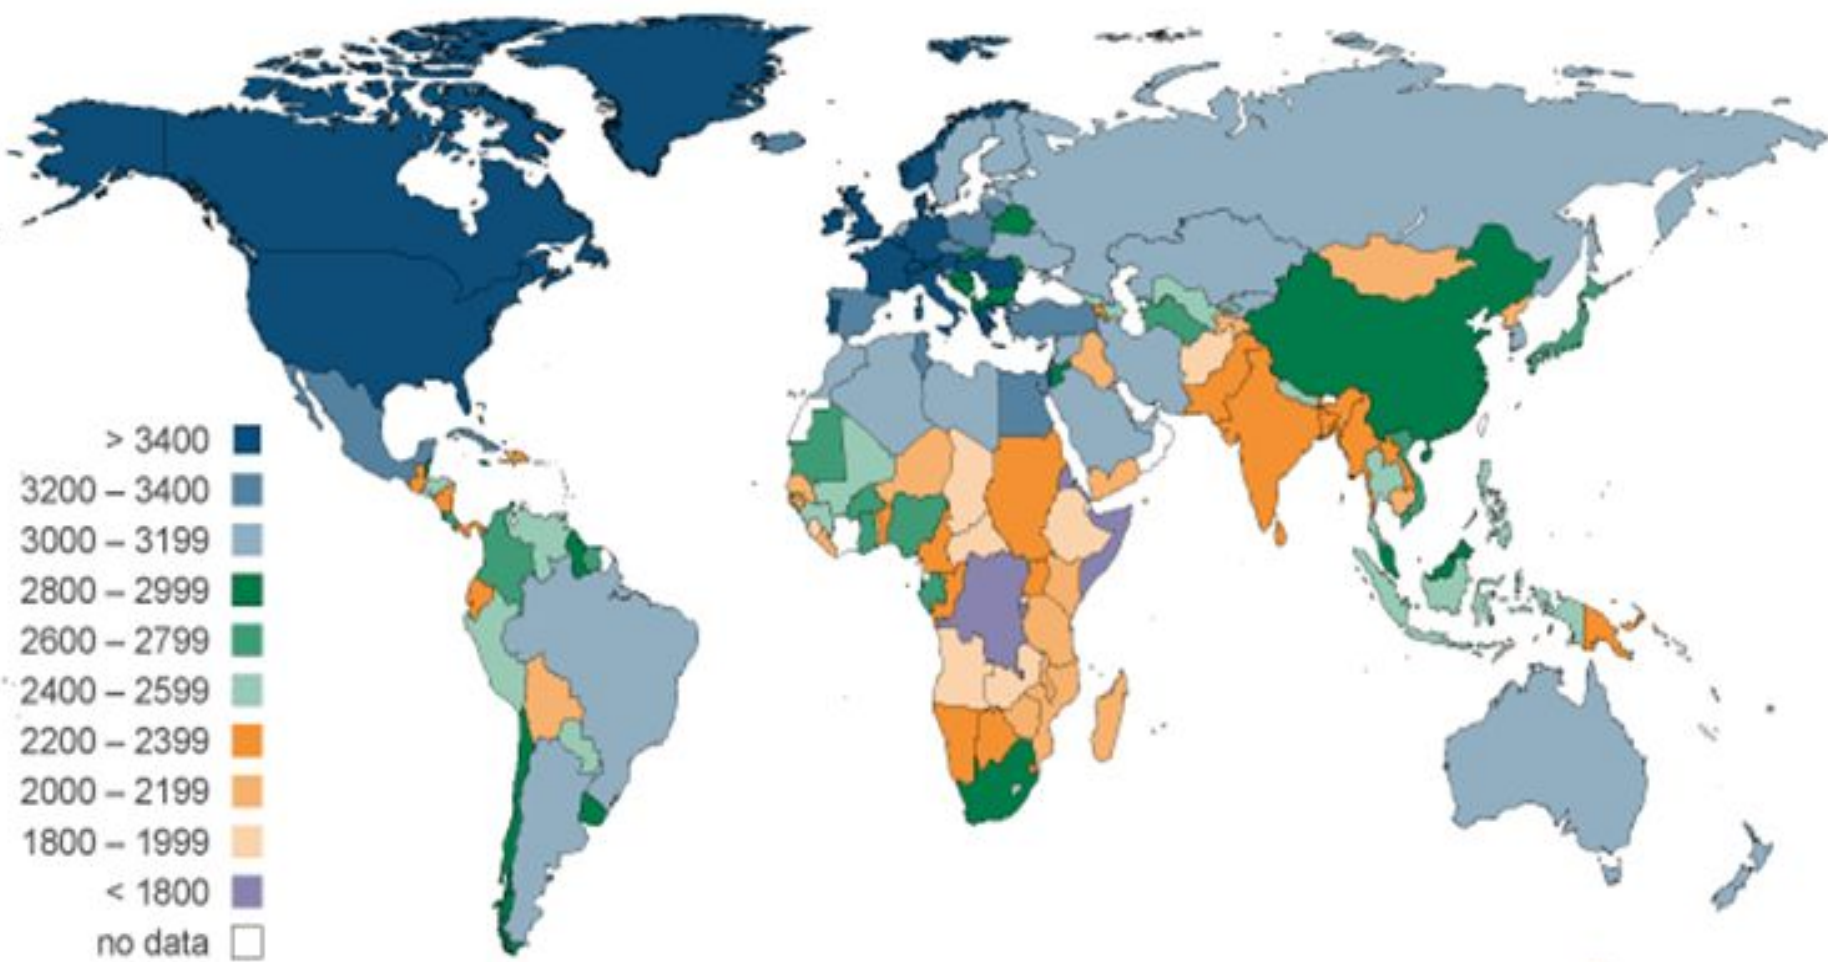 > 3400
3200 – 3400
3000 – 3199
2800 – 2999
2600 – 2799
2400 – 2599
2200 – 2399
2000 – 2199
1800 – 1999
< 1800
no data